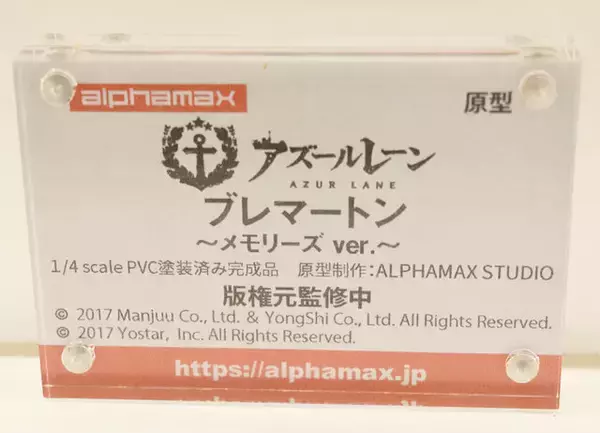 alphamax
原型
アズールレーン
AZUR LANE
ブレマートン
～メモリーズ ver.～
1/4 scale PVC塗装済み完成品　原型制作：ALPHAMAX STUDIO
版権元監修中
© 2017 Manjuu Co., Ltd. & YongShi Co., Ltd. All Rights Reserved.
© 2017 Yostar, Inc. All Rights Reserved.
https://alphamax.jp